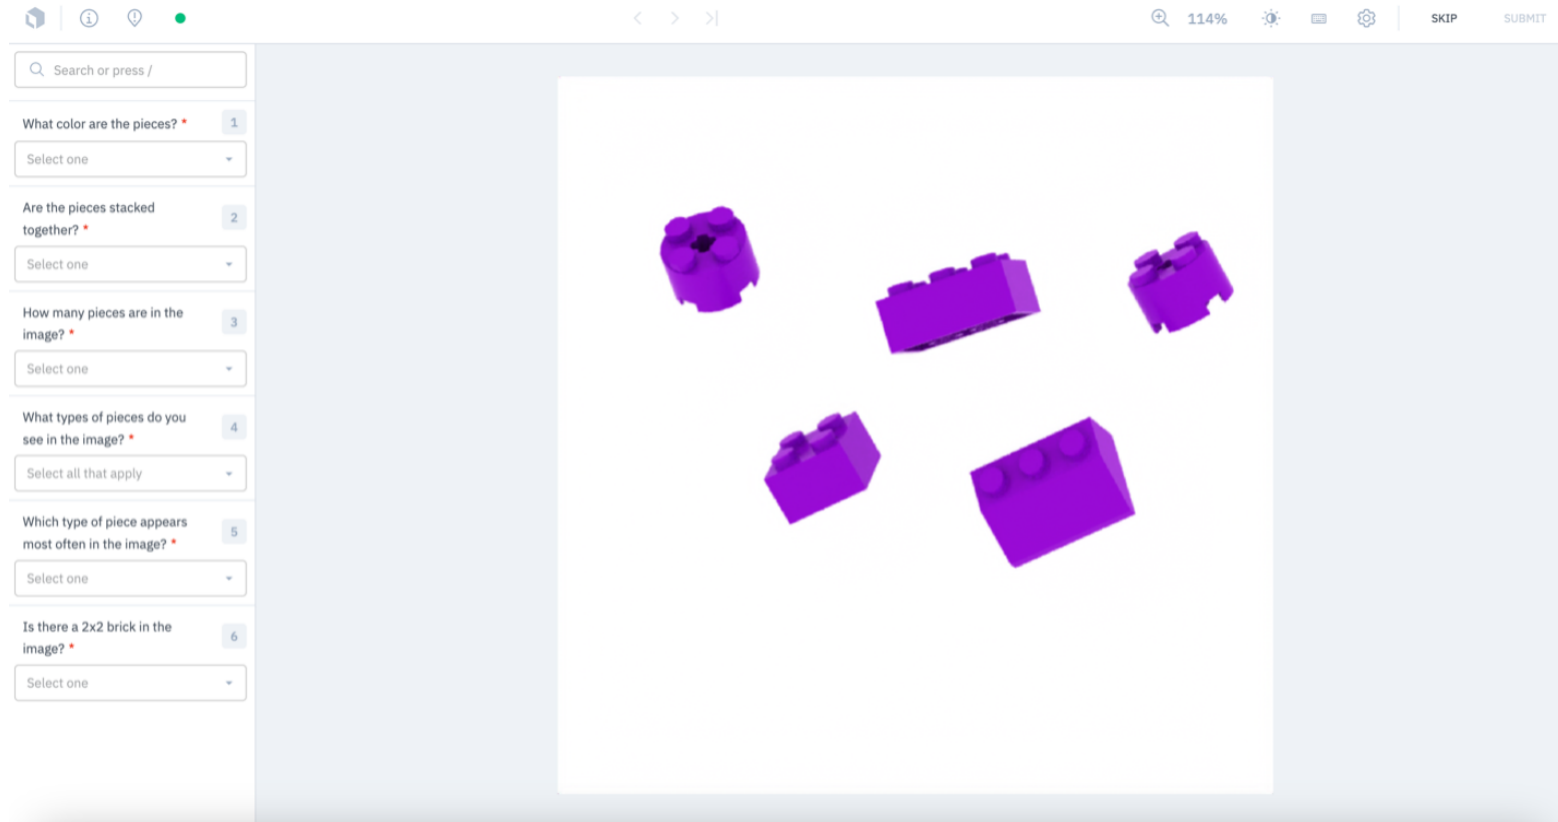 114%
SKIP
SUBMIT
Search or press /
What color are the pieces? *
1
Select one
Are the pieces stacked
together? *
2
Select one
How many pieces are in the
image? *
3
Select one
What types of pieces do you
see in the image? *
4
Select all that apply
Which type of piece appears
most often in the image? *
5
Select one
Is there a 2x2 brick in the
image? *
6
Select one